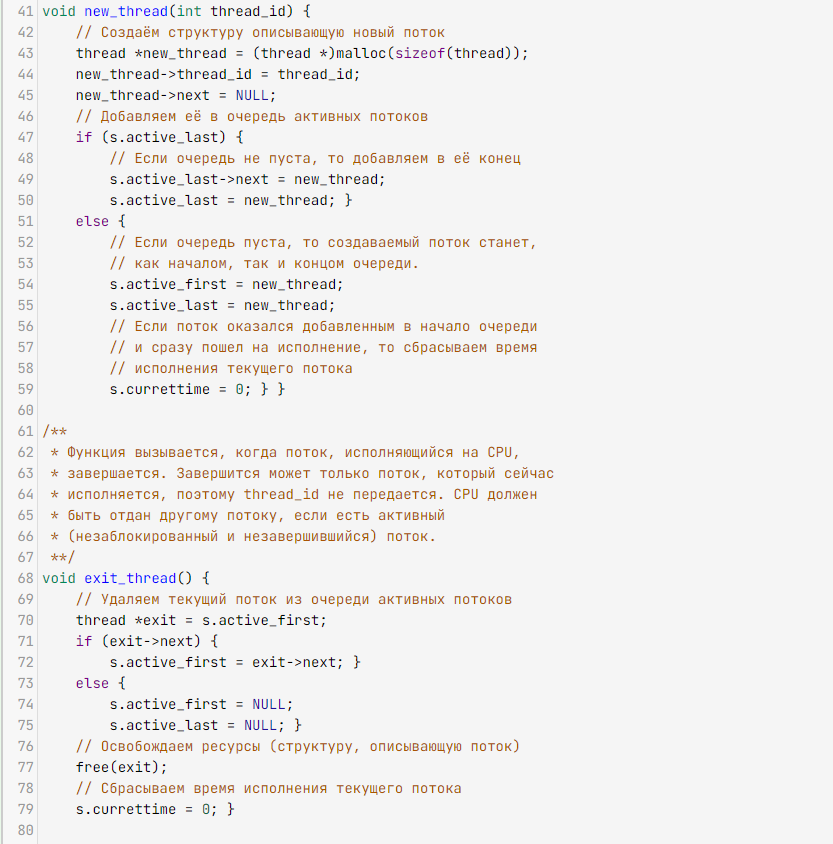 41 void new_thread(int thread_id) {
42     // Создаём структуру описывающую новый поток
43     thread *new_thread = (thread *)malloc(sizeof(thread));
44     new_thread->thread_id = thread_id;
45     new_thread->next = NULL;
46     // Добавляем её в очередь активных потоков
47     if (s.active_last) {
48         // Если очередь не пуста, то добавляем в её конец
49         s.active_last->next = new_thread;
50         s.active_last = new_thread; }
51     else {
52         // Если очередь пуста, то создаваемый поток станет,
53         // как началом, так и концом очереди.
54         s.active_first = new_thread;
55         s.active_last = new_thread;
56         // Если поток оказался добавленным в начало очереди
57         // и сразу пошел на исполнение, то сбрасываем время
58         // исполнения текущего потока
59         s.currettime = 0; } }
60
61 /**
62  * Функция вызывается, когда поток, исполняющийся на CPU,
63  * завершается. Завершится может только поток, который сейчас
64  * исполняется, поэтому thread_id не передается. CPU должен
65  * быть отдан другому потоку, если есть активный
66  * (незаблокированный и незавершившийся) поток.
67  **/
68 void exit_thread() {
69     // Удаляем текущий поток из очереди активных потоков
70     thread *exit = s.active_first;
71     if (exit->next) {
72         s.active_first = exit->next; }
73     else {
74         s.active_first = NULL;
75         s.active_last = NULL; }
76     // Освобождаем ресурсы (структуру, описывающую поток)
77     free(exit);
78     // Сбрасываем время исполнения текущего потока
79     s.currettime = 0; }
80